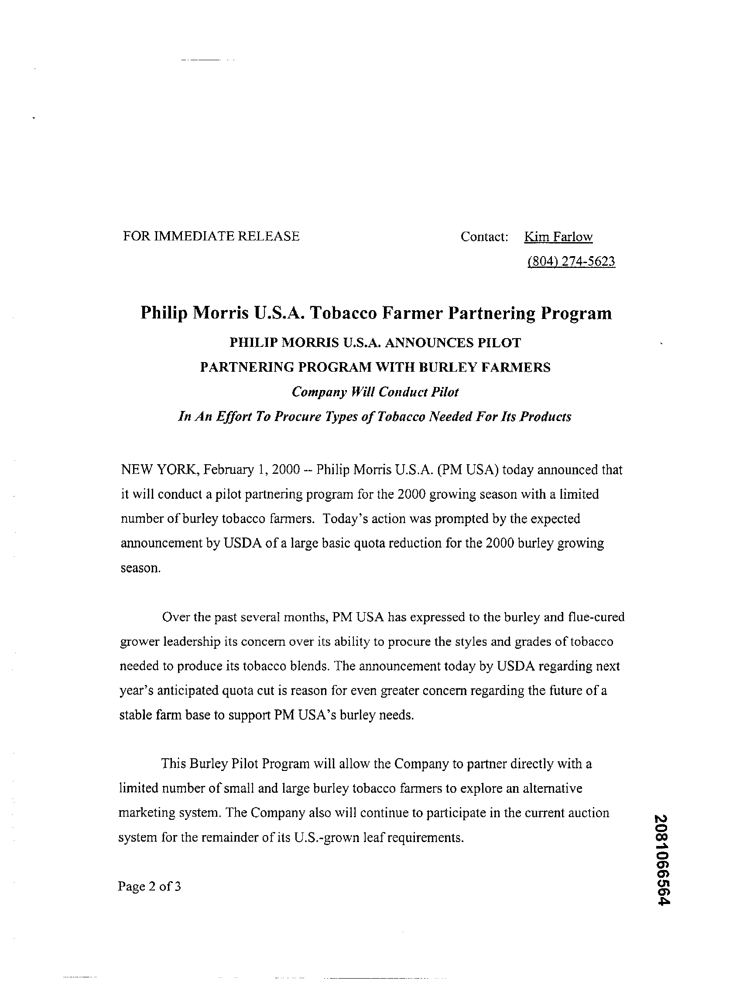 FOR IMMEDIATE RELEASE
Contact: Kim Farlow
(804) 274-5623
Philip Morris U.S.A. Tobacco Farmer Partnering Program
PHILIP MORRIS U.S.A. ANNOUNCES PILOT
PARTNERING PROGRAM WITH BURLEY FARMERS
Company Will Conduct Pilot
In An Effort To Procure Types of Tobacco Needed For Its Products
NEW YORK, February 1, 2000 -- Philip Morris U.S.A. (PM USA) today announced that
it will conduct a pilot partnering program for the 2000 growing season with a limited
number of burley tobacco farmers. Today's action was prompted by the expected
announcement by USDA of a large basic quota reduction for the 2000 burley growing
season.
Over the past several months, PM USA has expressed to the burley and flue-cured
grower leadership its concern over its ability to procure the styles and grades of tobacco
needed to produce its tobacco blends. The announcement today by USDA regarding next
year's anticipated quota cut is reason for even greater concern regarding the future of a
stable farm base to support PM USA's burley needs.
This Burley Pilot Program will allow the Company to partner directly with a
limited number of small and large burley tobacco farmers to explore an alternative
marketing system. The Company also will continue to participate in the current auction
system for the remainder of its U.S.-grown leaf requirements.
Page 2 of 3
2081066564